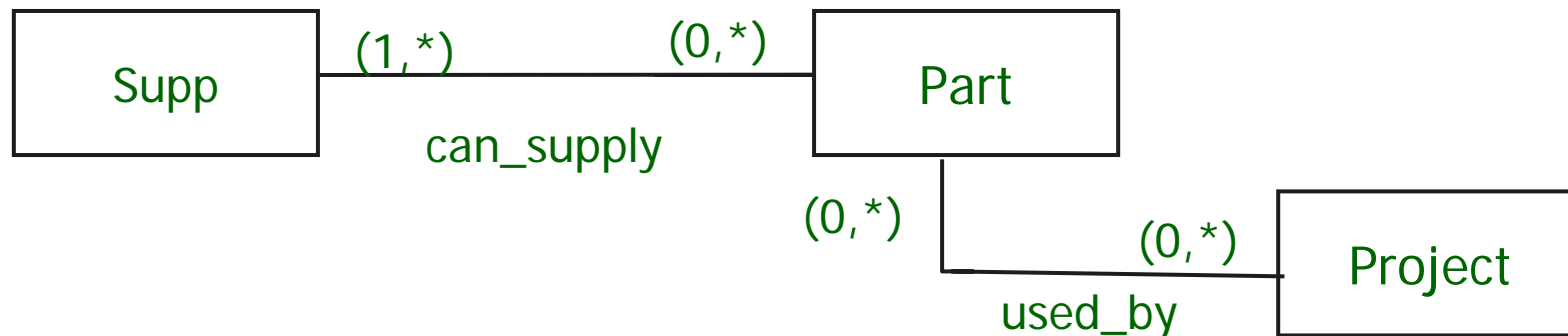 (1,*)
(0,*)
Supp
Part
can_supply
(0,*)
(0,*)
Project
used_by